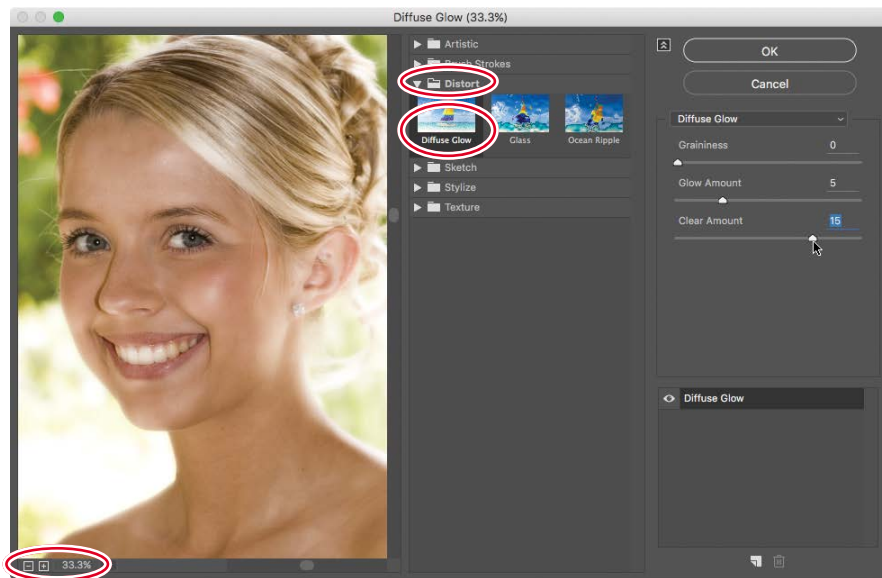 Diffuse Glow (33.3%)
Artistic
Brush Strokes
Distort
Diffuse Glow
Glass
Ocean Ripple
Sketch
Stylize
Texture
33.3%
OK
Cancel
Diffuse Glow
Graininess 0
Glow Amount 5
Clear Amount 15
Diffuse Glow